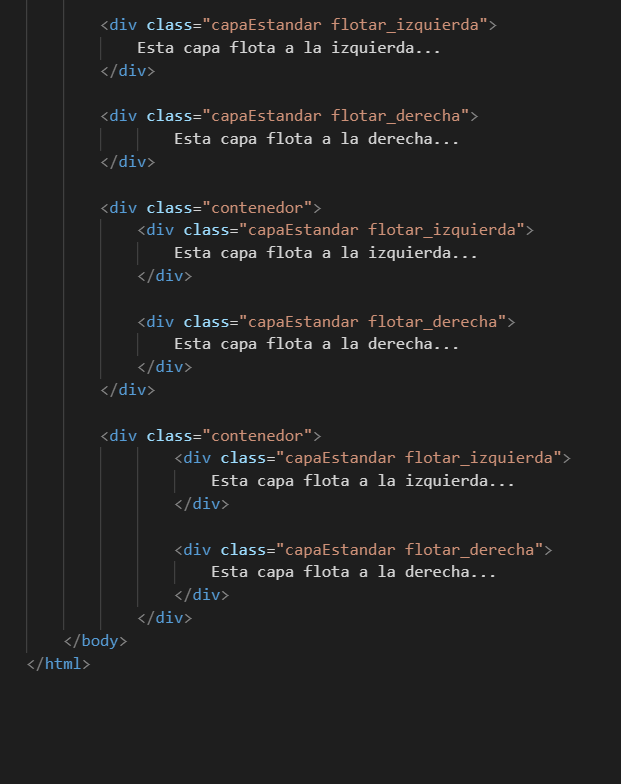 <div class="capaEstandar flotar_izquierda">
Esta capa flota a la izquierda...
</div>
<div class="capaEstandar flotar_derecha">
Esta capa flota a la derecha...
</div>
<div class="contenedor">
<div class="capaEstandar flotar_izquierda">
Esta capa flota a la izquierda...
</div>
<div class="capaEstandar flotar_derecha">
Esta capa flota a la derecha...
</div>
</div>
<div class="contenedor">
<div class="capaEstandar flotar_izquierda">
Esta capa flota a la izquierda...
</div>
<div class="capaEstandar flotar_derecha">
Esta capa flota a la derecha...
</div>
</div>
</body>
</html>